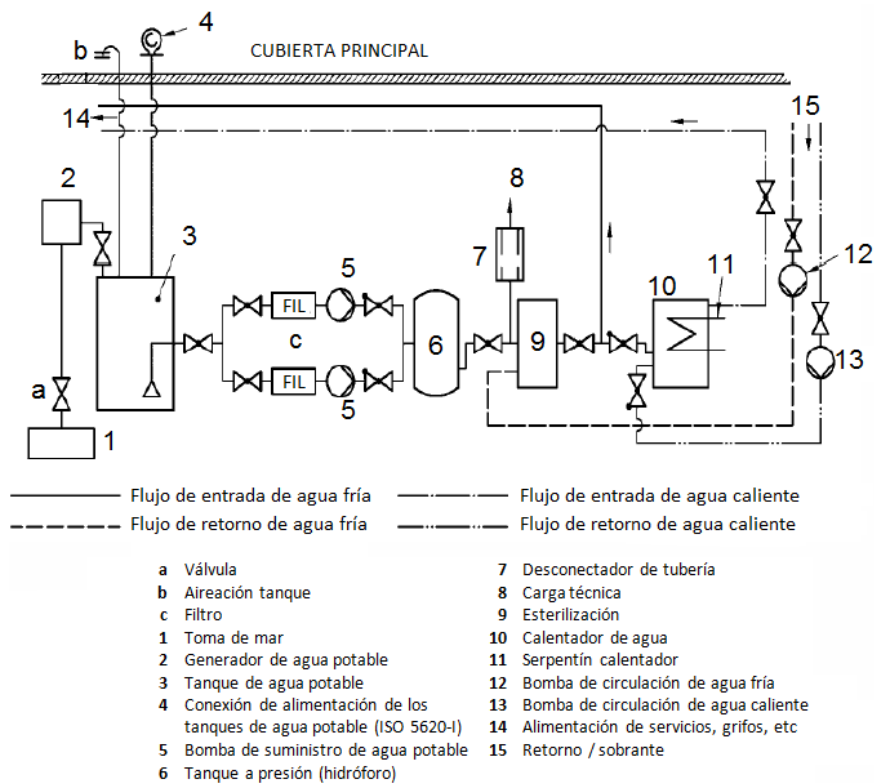 4
b
CUBIERTA PRINCIPAL
14
15
2
8
3
7
5
10
11
12
FIL
c
6
9
13
a
FIL
5
1
Flujo de entrada de agua fría
Flujo de entrada de agua caliente
Flujo de retorno de agua fría
Flujo de retorno de agua caliente
a Válvula
b Aireación tanque
c Filtro
1 Toma de mar
2 Generador de agua potable
3 Tanque de agua potable
4 Conexión de alimentación de los
tanques de agua potable (ISO 5620-I)
5 Bomba de suministro de agua potable
6 Tanque a presión (hidróforo)
7 Desconectador de tubería
8 Carga técnica
9 Esterilización
10 Calentador de agua
11 Serpentín calentador
12 Bomba de circulación de agua fría
13 Bomba de circulación de agua caliente
14 Alimentación de servicios, grifos, etc
15 Retorno / sobrante